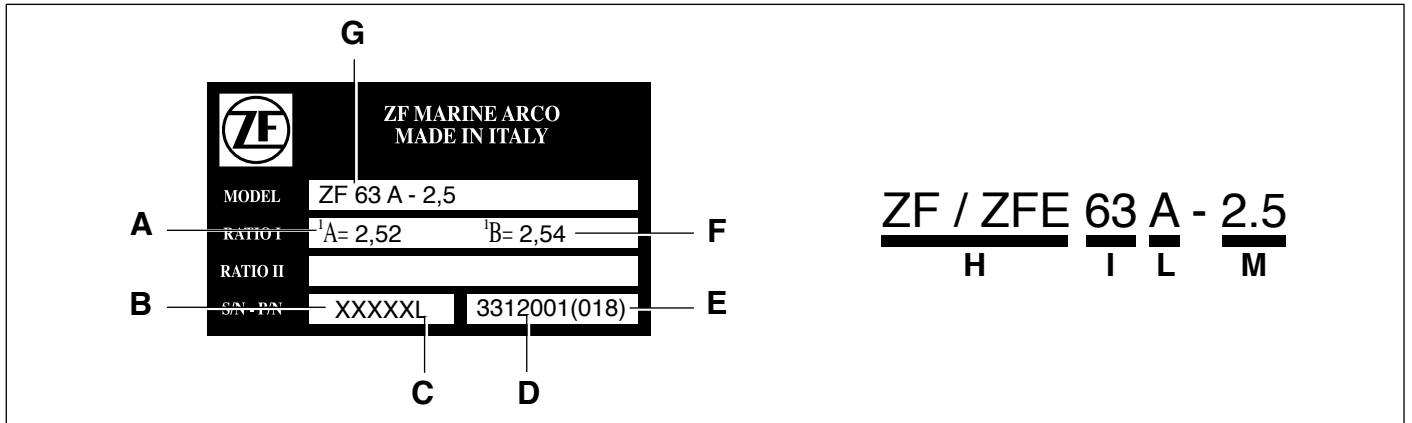 G
ZF
ZF MARINE ARCO
MADE IN ITALY
MODEL ZF 63 A - 2,5
A RATIO I ¹A= 2,52 ¹B= 2,54 F
RATIO II
B S/N - P/N XXXXXL 3312001(018) E
C D
ZF / ZFE 63 A - 2.5
H I L M